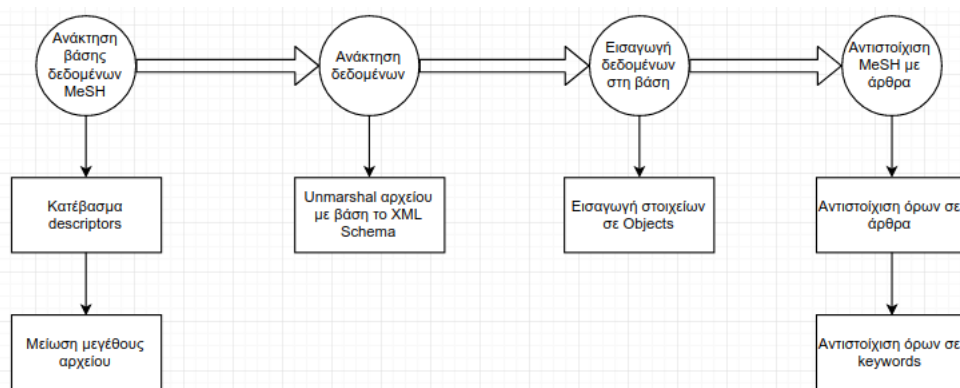 Ανάκτηση
βάσης
δεδομένων
MeSH
Ανάκτηση
δεδομένων
Εισαγωγή
δεδομένων
στη βάση
Αντιστοίχιση
MeSH με
άρθρα
Κατέβασμα
descriptors
Unmarshal αρχείου
με βάση το XML
Schema
Εισαγωγή στοιχείων
σε Objects
Αντιστοίχιση όρων σε
άρθρα
Μείωση μεγέθους
αρχείου
Αντιστοίχιση όρων σε
keywords